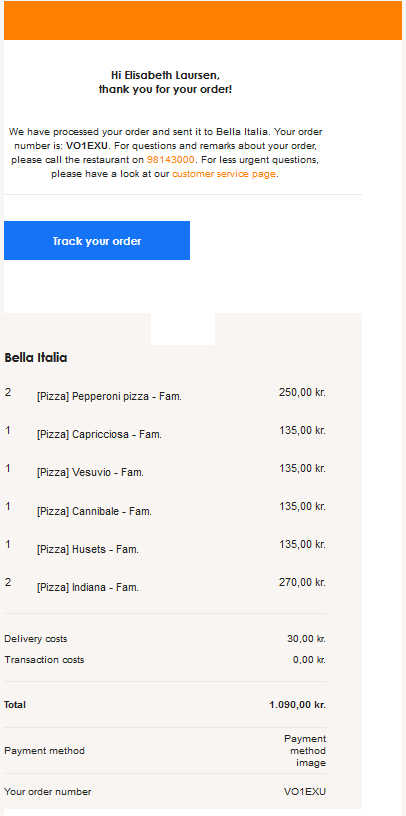 Hi Elisabeth Laursen,
thank you for your order!
We have processed your order and sent it to Bella Italia. Your order
number is: VO1EXU. For questions and remarks about your order,
please call the restaurant on 98143000. For less urgent questions,
please have a look at our customer service page.
Track your order
Bella Italia
2 [Pizza] Pepperoni pizza - Fam. 250,00 kr.
1 [Pizza] Capricciosa - Fam. 135,00 kr.
1 [Pizza] Vesuvio - Fam. 135,00 kr.
1 [Pizza] Cannibale - Fam. 135,00 kr.
1 [Pizza] Husets - Fam. 135,00 kr.
2 [Pizza] Indiana - Fam. 270,00 kr.
Delivery costs 30,00 kr.
Transaction costs 0,00 kr.
Total 1.090,00 kr.
Payment method Payment
method
image
Your order number VO1EXU